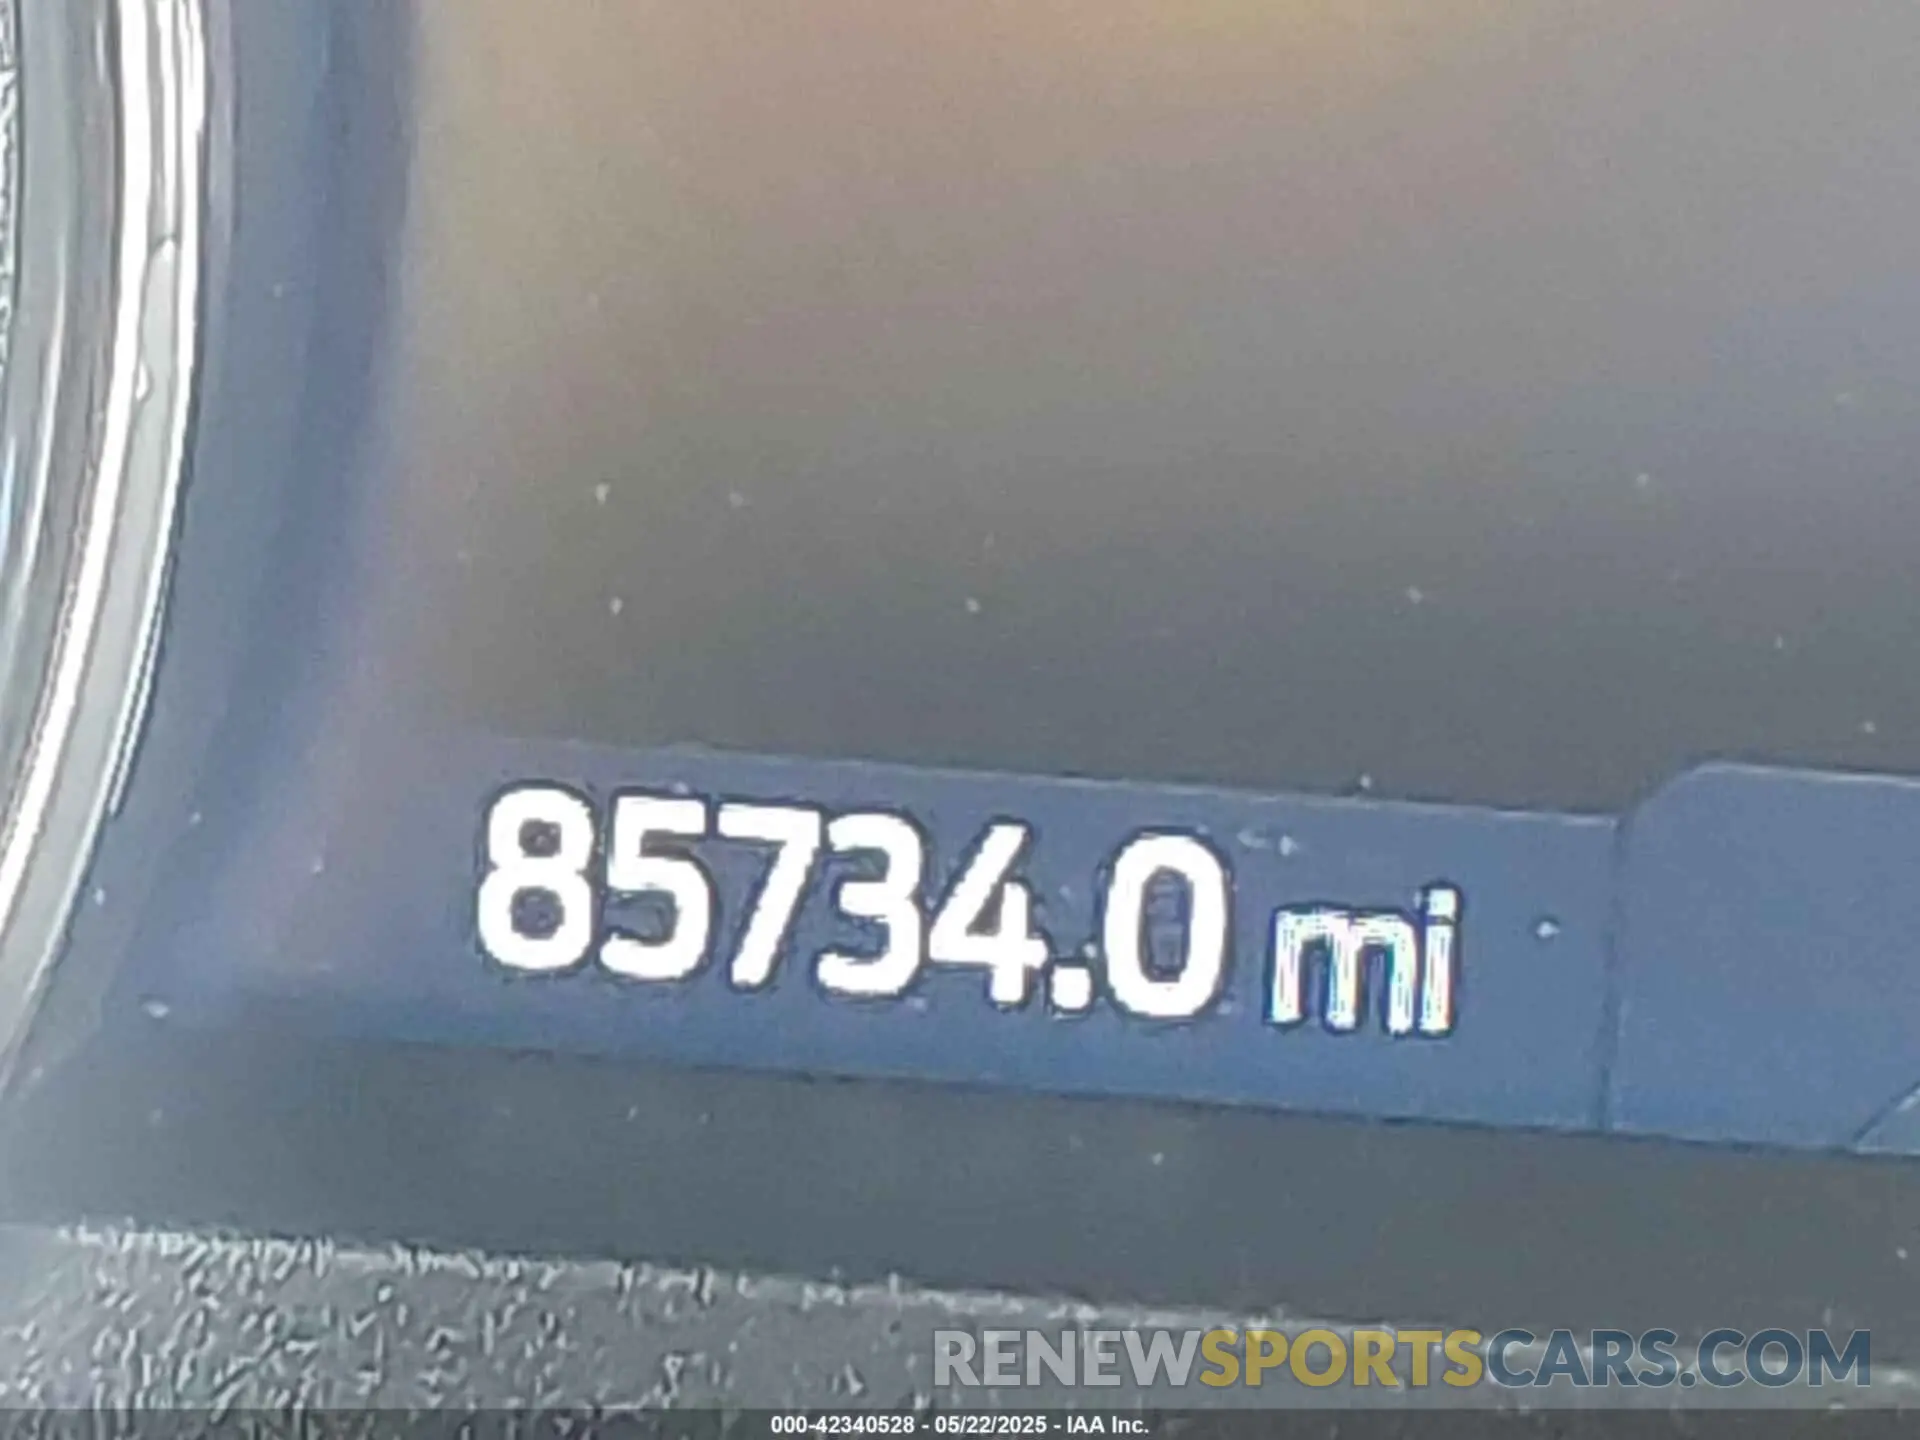 85734.0 mi
RENEWSPORTSCARS.COM
000-42340528 - 05/22/2025 - IAA Inc.